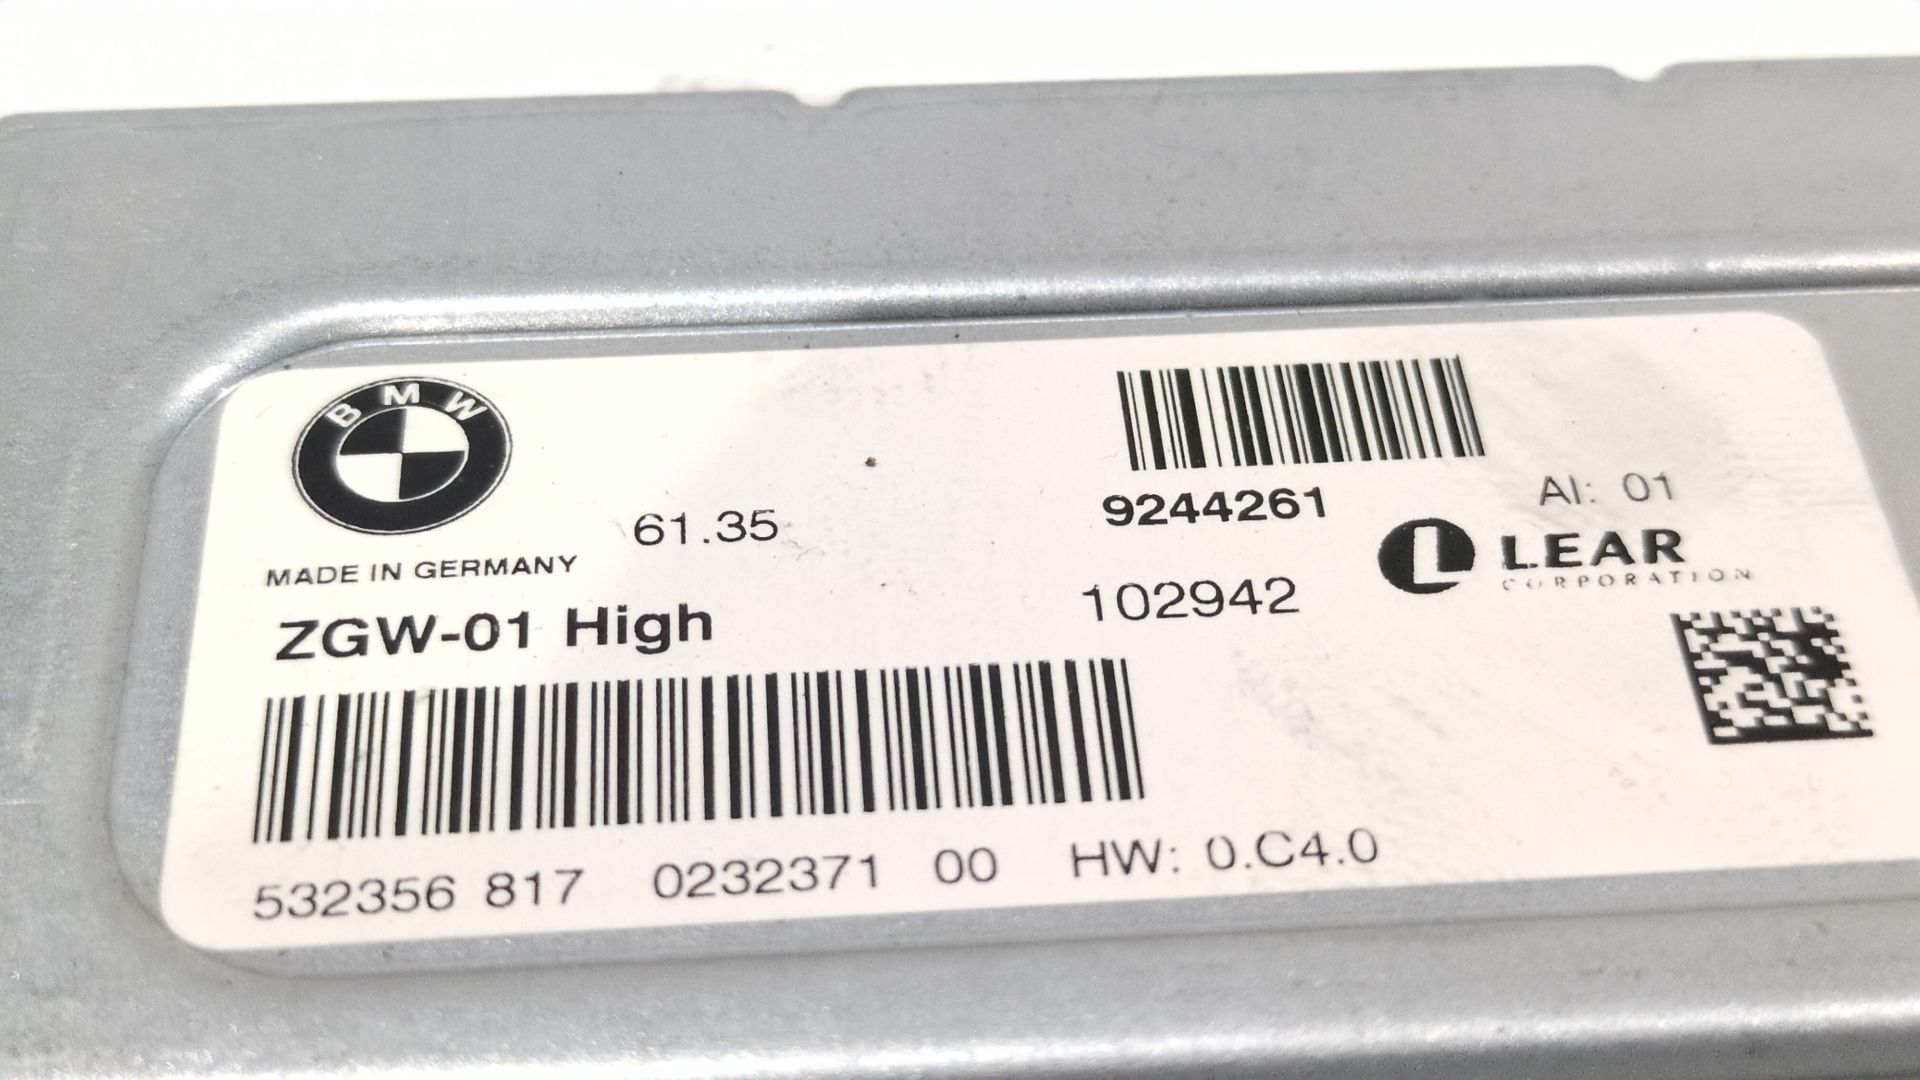 BMW
61.35
MADE IN GERMANY
ZGW-01 High
9244261
AI: 01
102942
LEAR
CORPORATION
532356 817 0232371 00 HW: 0.C4.0